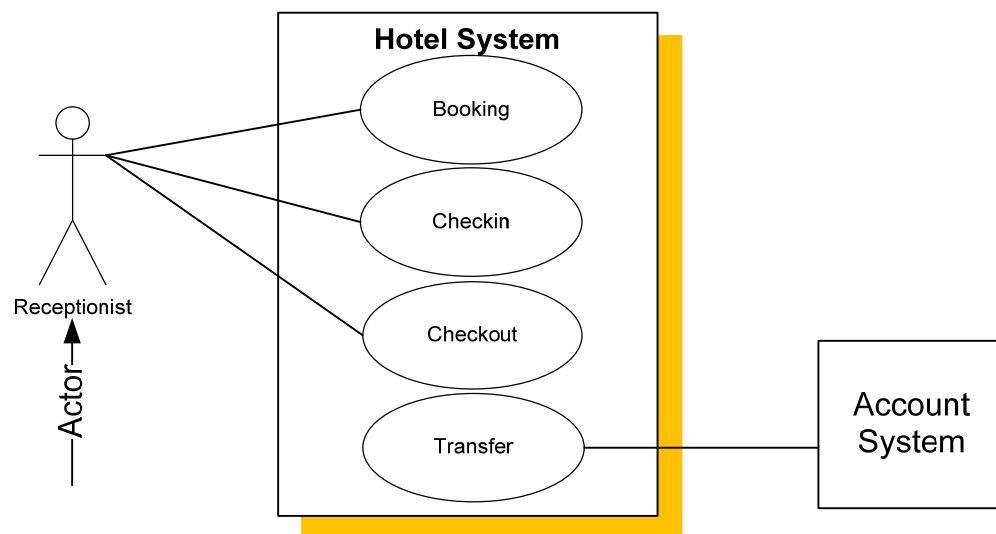 Hotel System
Booking
Checkin
Checkout
Transfer
Receptionist
Actor
Account
System